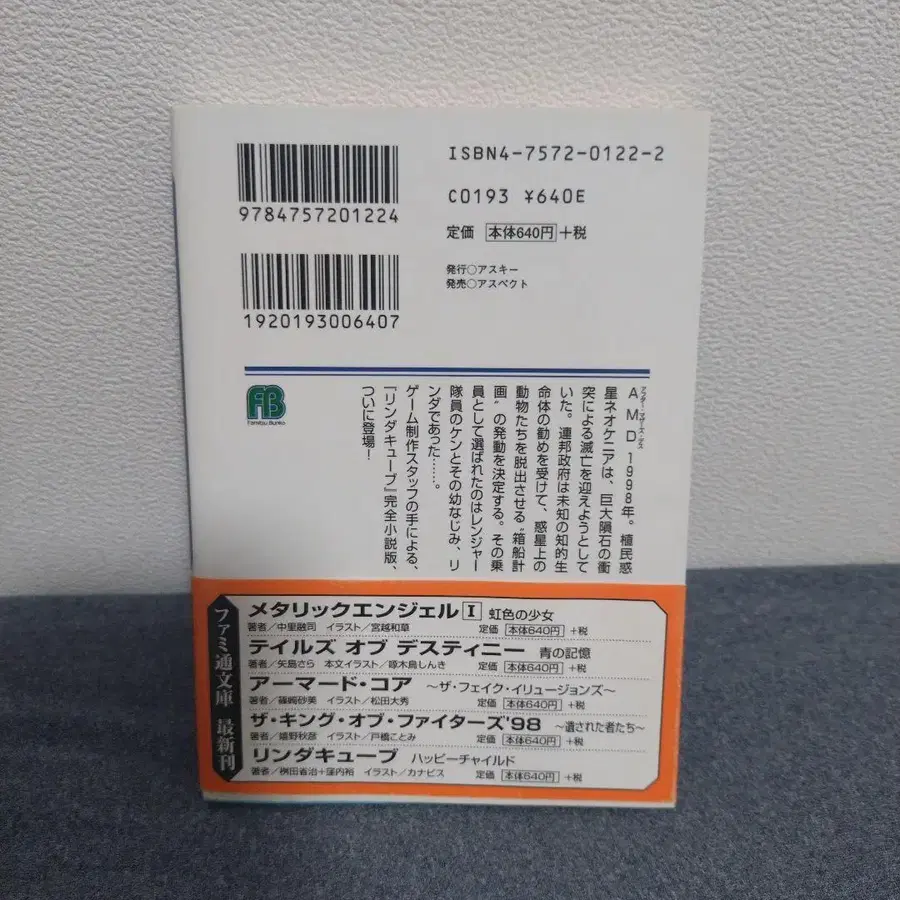 ISBN4-7572-0122-2
C0193 ¥640E
定価 本体640円+税
発行○アスキー
発売○アスペクト
9784757201224
1920193006407
FB
Famitsu Bunko
アフター・マザーズ・デス
AMD1998年。植民惑
星ネオケニアは、巨大隕石の衝
突による滅亡を迎えようとして
いた。連邦政府は未知の知的生
命体の勧めを受けて、惑星上の
動物たちを脱出させる〝箱船計
画〟の発動を決定する。その乗
員として選ばれたのはレンジャー
隊員のケンとその幼なじみ、リ
ンダであった……。
ゲーム制作スタッフの手による、
『リンダキューブ』完全小説版、
ついに登場!
ファミ通文庫 最新刊
メタリックエンジェルⅠ 虹色の少女
著者/中里融司 イラスト/宮越和草 定価 本体640円 +税
テイルズ オブ デスティニー 青の記憶
著者/矢島さら 本文イラスト/啄木鳥しんき 定価 本体640円 +税
アーマード・コア ~ザ・フェイク・イリュージョンズ~
著者/篠崎砂美 イラスト/松田大秀 定価 本体640円 +税
ザ・キング・オブ・ファイターズ'98 ~遺された者たち~
著者/嬉野秋彦 イラスト/戸橋ことみ 定価 本体640円 +税
リンダキューブ ハッピーチャイルド
著者/桝田省治+窪内裕 イラスト/カナビス 定価 本体640円 +税